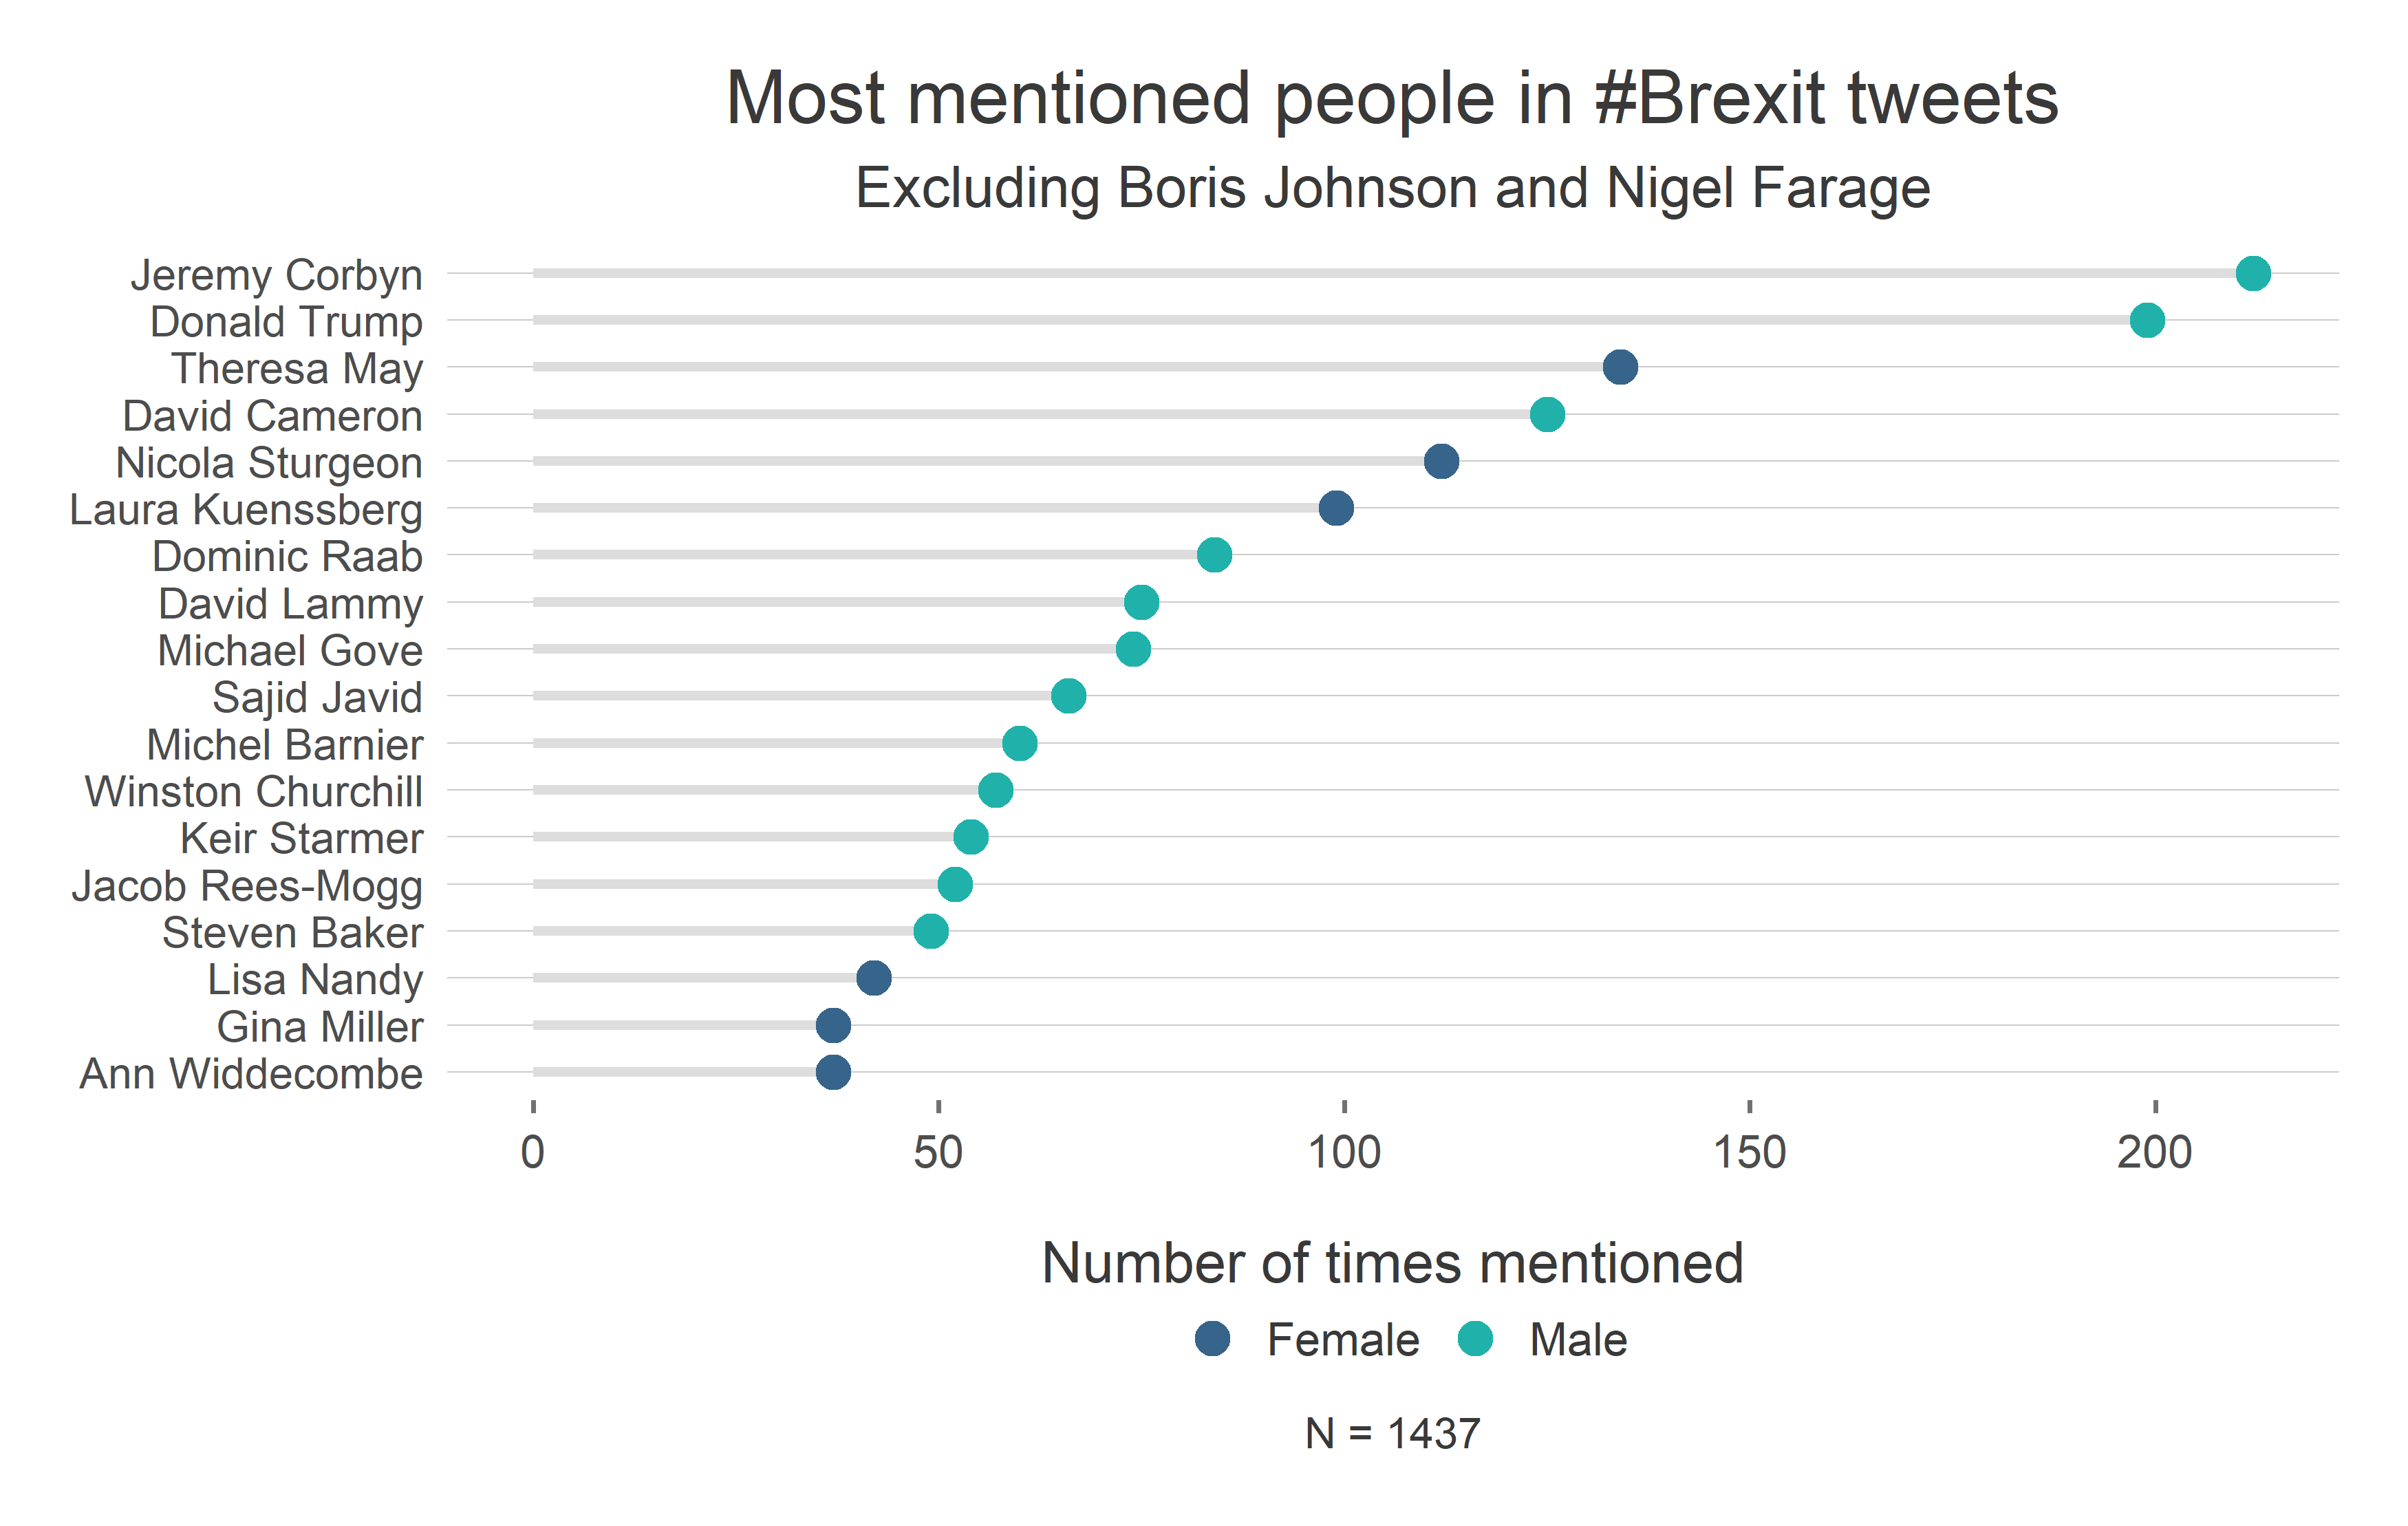 Most mentioned people in #Brexit tweets
Excluding Boris Johnson and Nigel Farage
Jeremy Corbyn
Donald Trump
Theresa May
David Cameron
Nicola Sturgeon
Laura Kuenssberg
Dominic Raab
David Lammy
Michael Gove
Sajid Javid
Michel Barnier
Winston Churchill
Keir Starmer
Jacob Rees-Mogg
Steven Baker
Lisa Nandy
Gina Miller
Ann Widdecombe
0 50 100 150 200
Number of times mentioned
Female Male
N = 1437